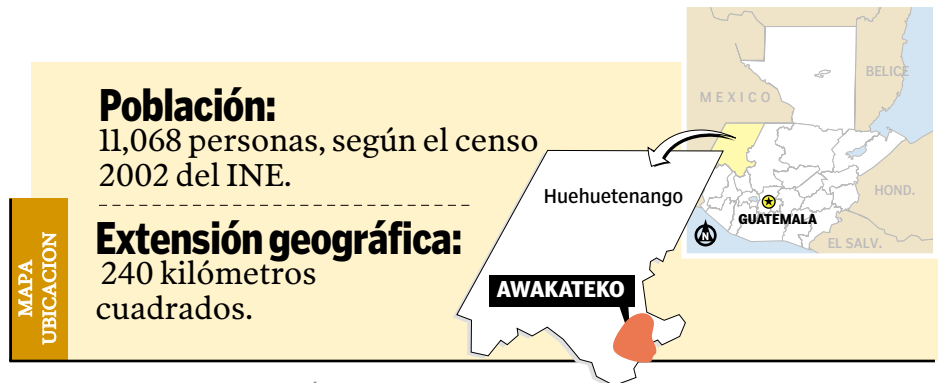 Población:
11,068 personas, según el censo
2002 del INE.
Extensión geográfica:
240 kilómetros
cuadrados.
MAPA
UBICACION
Huehuetenango
AWAKATEKO
MEXICO
BELICE
HOND.
GUATEMALA
EL SALV.
N